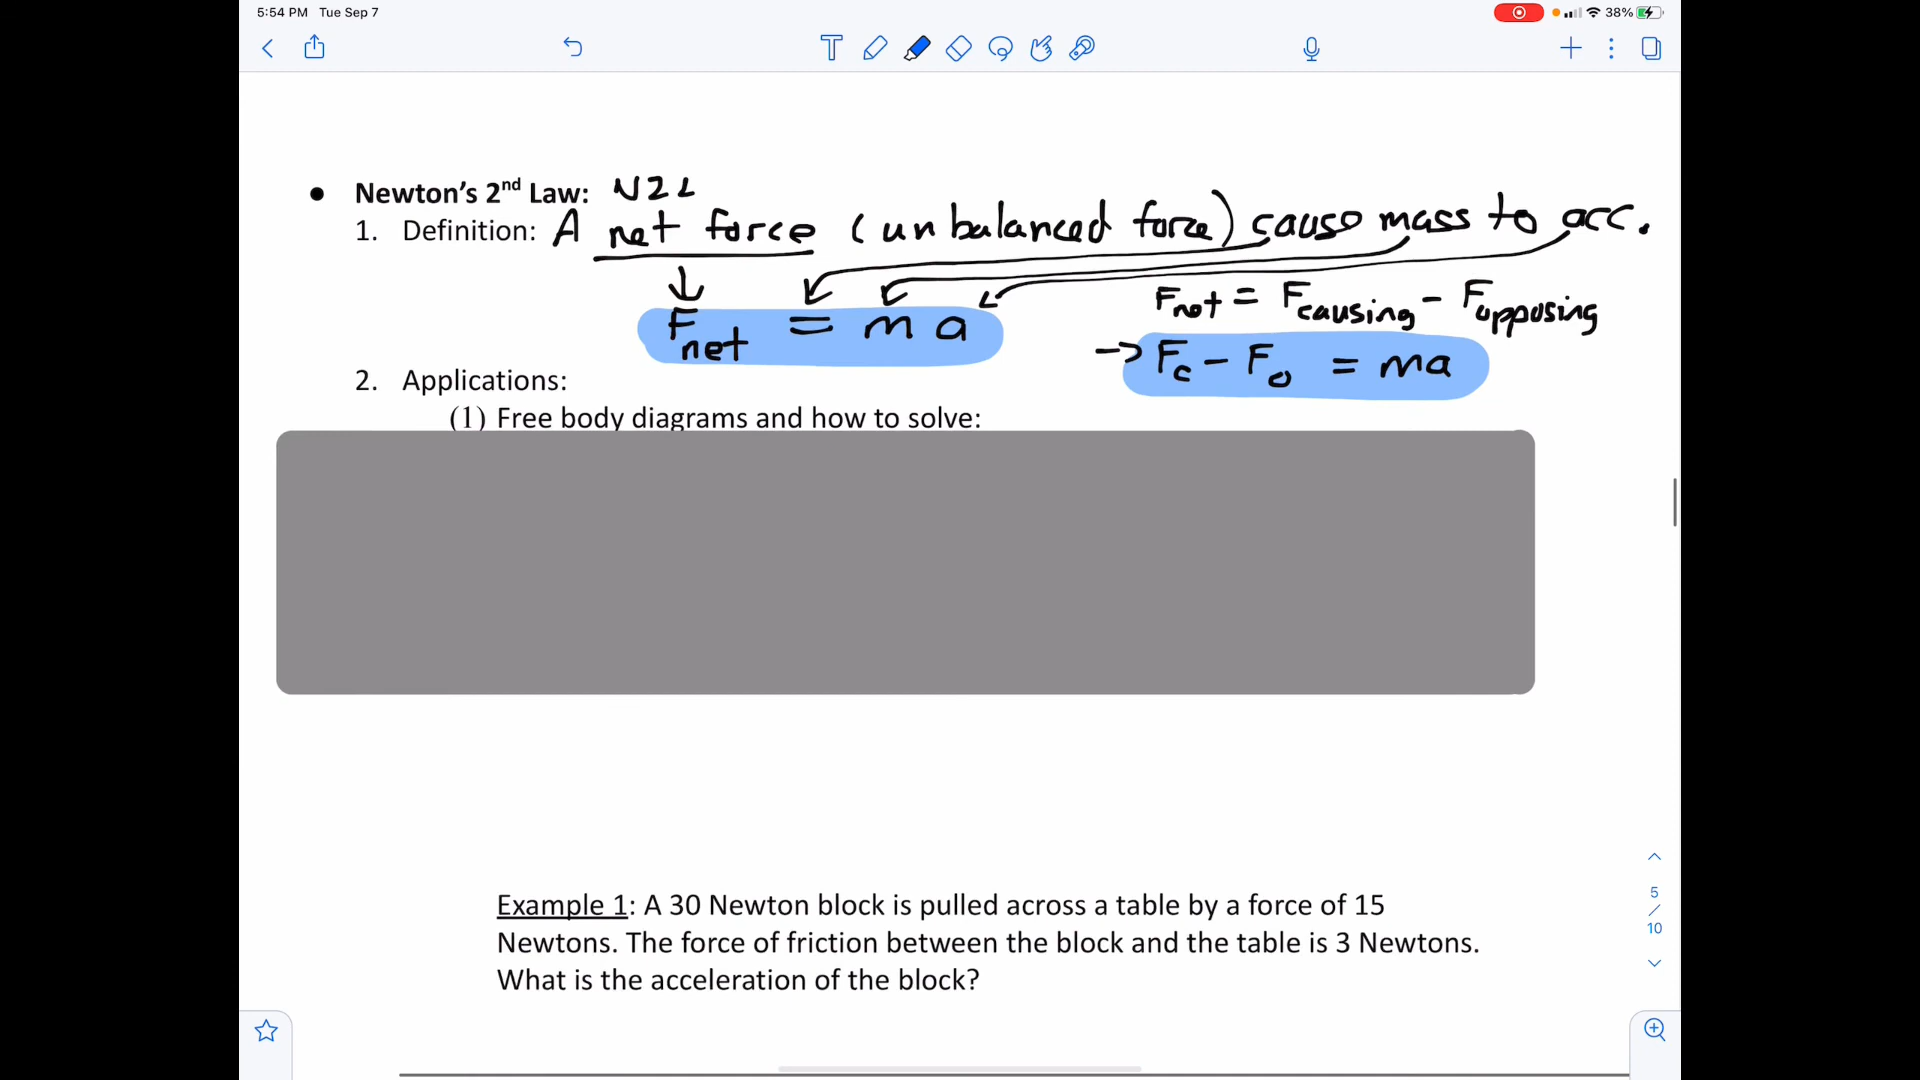 5:54 PM Tue Sep 7
38%
T
• Newton's 2nd Law: N2L
1. Definition: A net force (unbalanced force) cause mass to acc.
Fnet = Fcausing - Fopposing
Fnet = ma
→ Fc - Fo = ma
2. Applications:
(1) Free body diagrams and how to solve:
Example 1: A 30 Newton block is pulled across a table by a force of 15
Newtons. The force of friction between the block and the table is 3 Newtons.
What is the acceleration of the block?
5
/
10